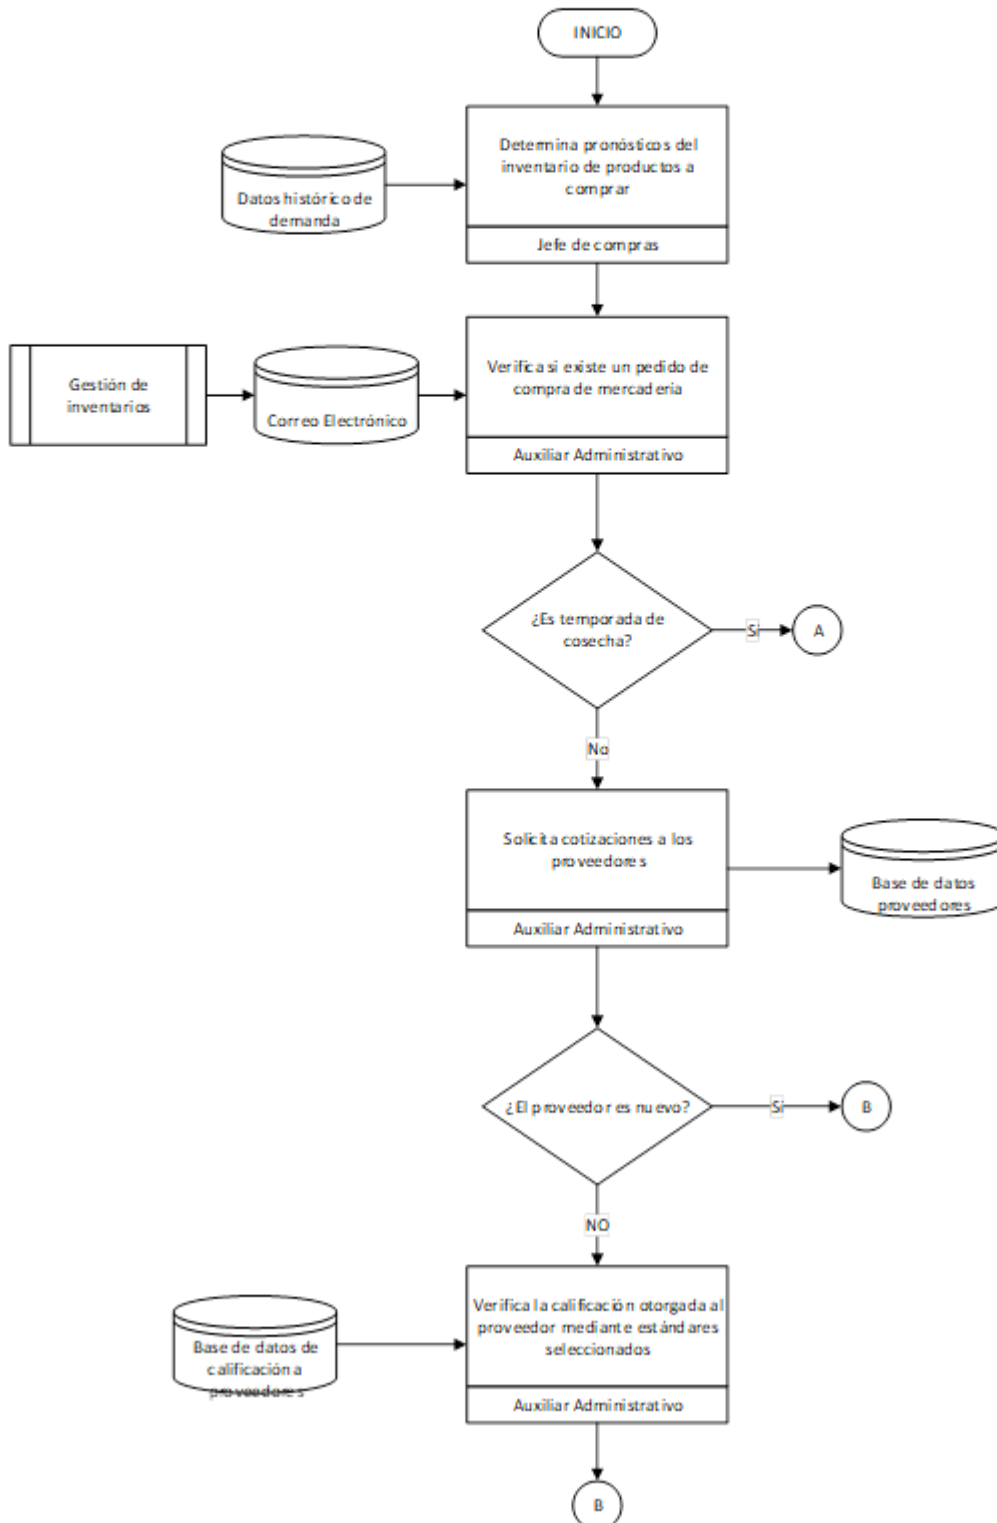 INICIO
Determina pronósticos del
inventario de productos a
comprar
Jefe de compras
Datos histórico de
demanda
Verifica si existe un pedido de
compra de mercadería
Auxiliar Administrativo
Gestión de
inventarios
Correo Electrónico
¿Es temporada de
cosecha?
Sí
A
No
Solicita cotizaciones a los
proveedores
Auxiliar Administrativo
Base de datos
proveedores
¿El proveedor es nuevo?
Sí
B
NO
Verifica la calificación otorgada al
proveedor mediante estándares
seleccionados
Auxiliar Administrativo
Base de datos de
calificación a
proveedores
B